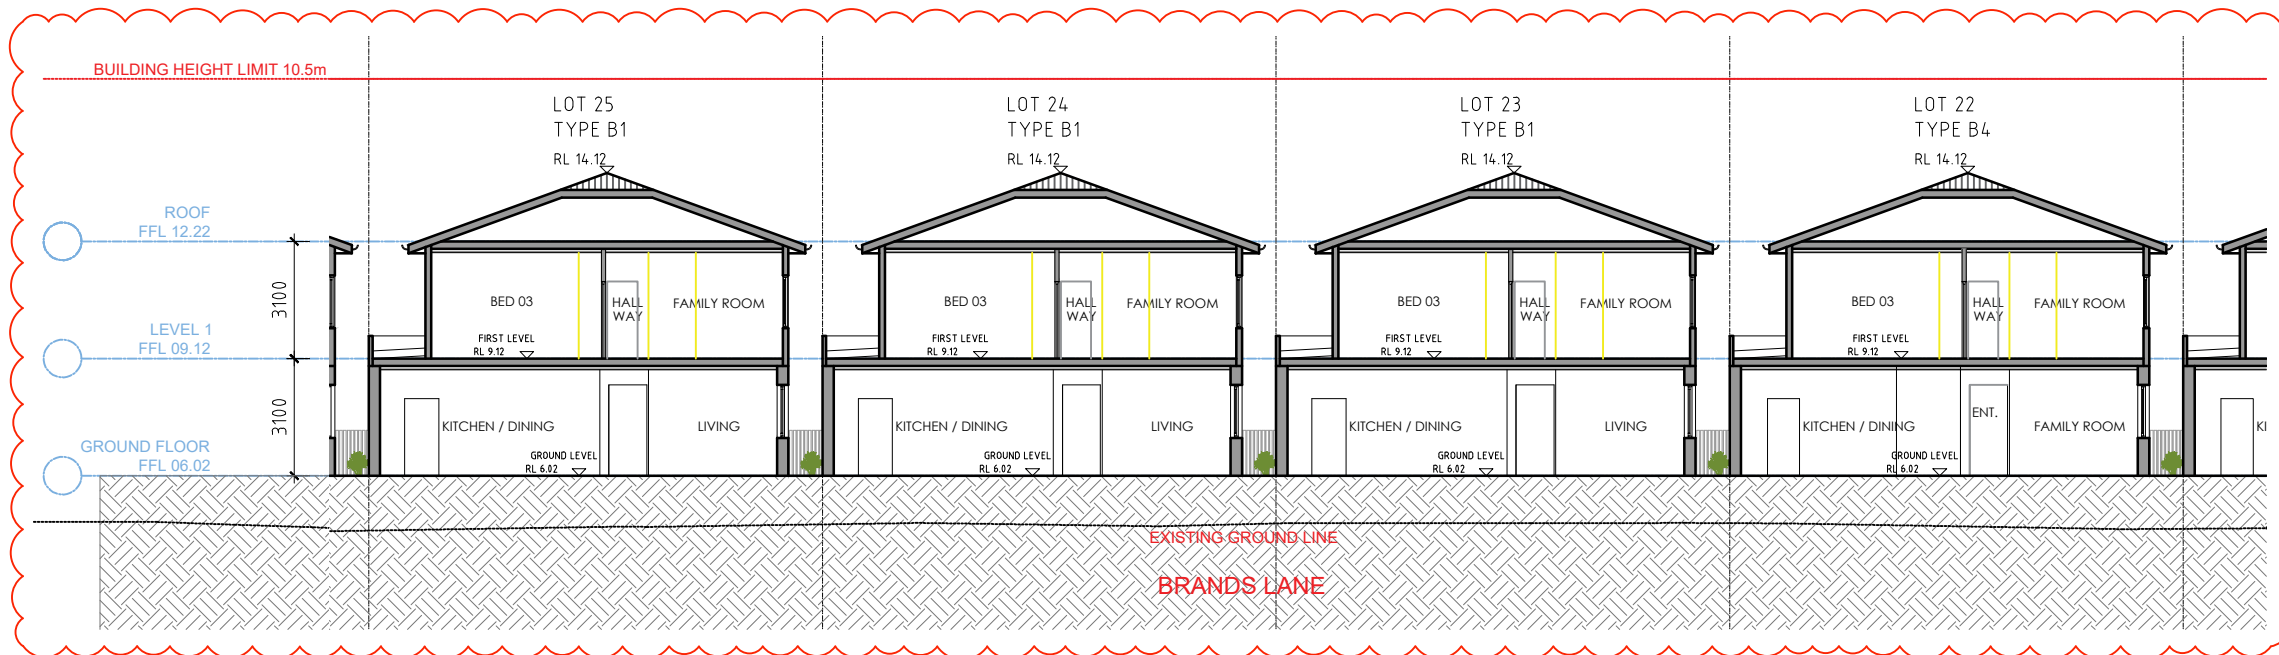 BUILDING HEIGHT LIMIT 10.5m
LOT 25
TYPE B1
RL 14.12
LOT 24
TYPE B1
RL 14.12
LOT 23
TYPE B1
RL 14.12
LOT 22
TYPE B4
RL 14.12
ROOF
FFL 12.22
3100
LEVEL 1
FFL 09.12
3100
GROUND FLOOR
FFL 06.02
BED 03
HALL
WAY
FAMILY ROOM
FIRST LEVEL
RL 9.12
KITCHEN / DINING
LIVING
GROUND LEVEL
RL 6.02
BED 03
HALL
WAY
FAMILY ROOM
FIRST LEVEL
RL 9.12
KITCHEN / DINING
LIVING
GROUND LEVEL
RL 6.02
BED 03
HALL
WAY
FAMILY ROOM
FIRST LEVEL
RL 9.12
KITCHEN / DINING
LIVING
GROUND LEVEL
RL 6.02
BED 03
HALL
WAY
FAMILY ROOM
FIRST LEVEL
RL 9.12
KITCHEN / DINING
ENT.
FAMILY ROOM
GROUND LEVEL
RL 6.02
KI
EXISTING GROUND LINE
BRANDS LANE